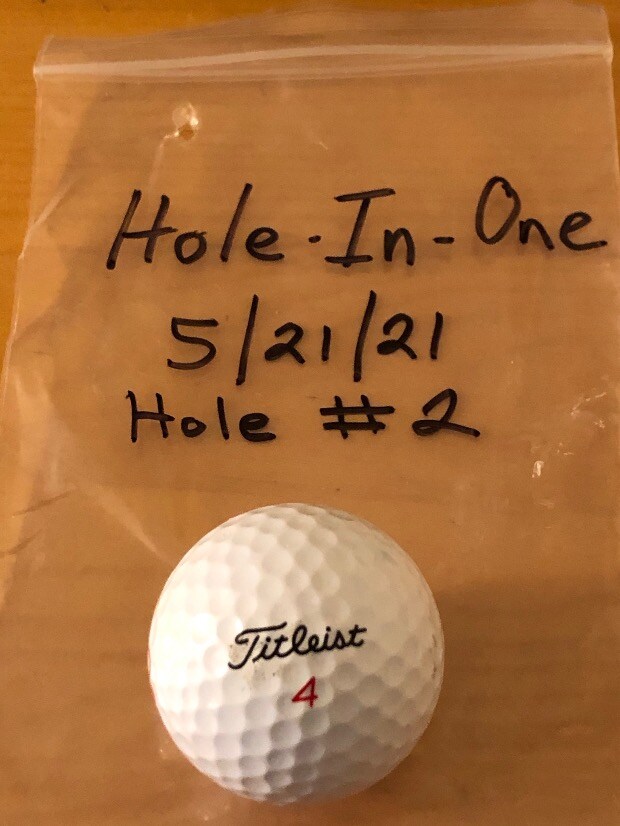 Hole-In-One
5/21/21
Hole #2
Titleist
4